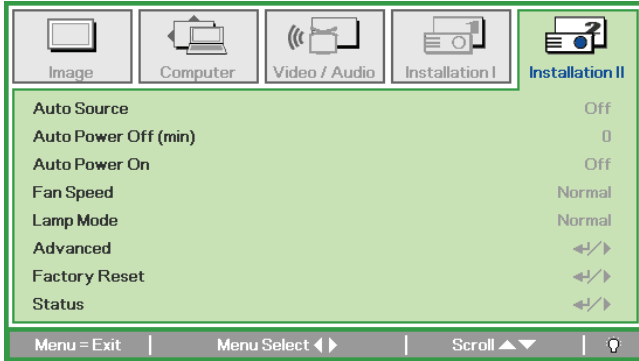 Image Computer Video / Audio Installation I Installation II
Auto Source Off
Auto Power Off (min) 0
Auto Power On Off
Fan Speed Normal
Lamp Mode Normal
Advanced
Factory Reset
Status
Menu = Exit Menu Select Scroll